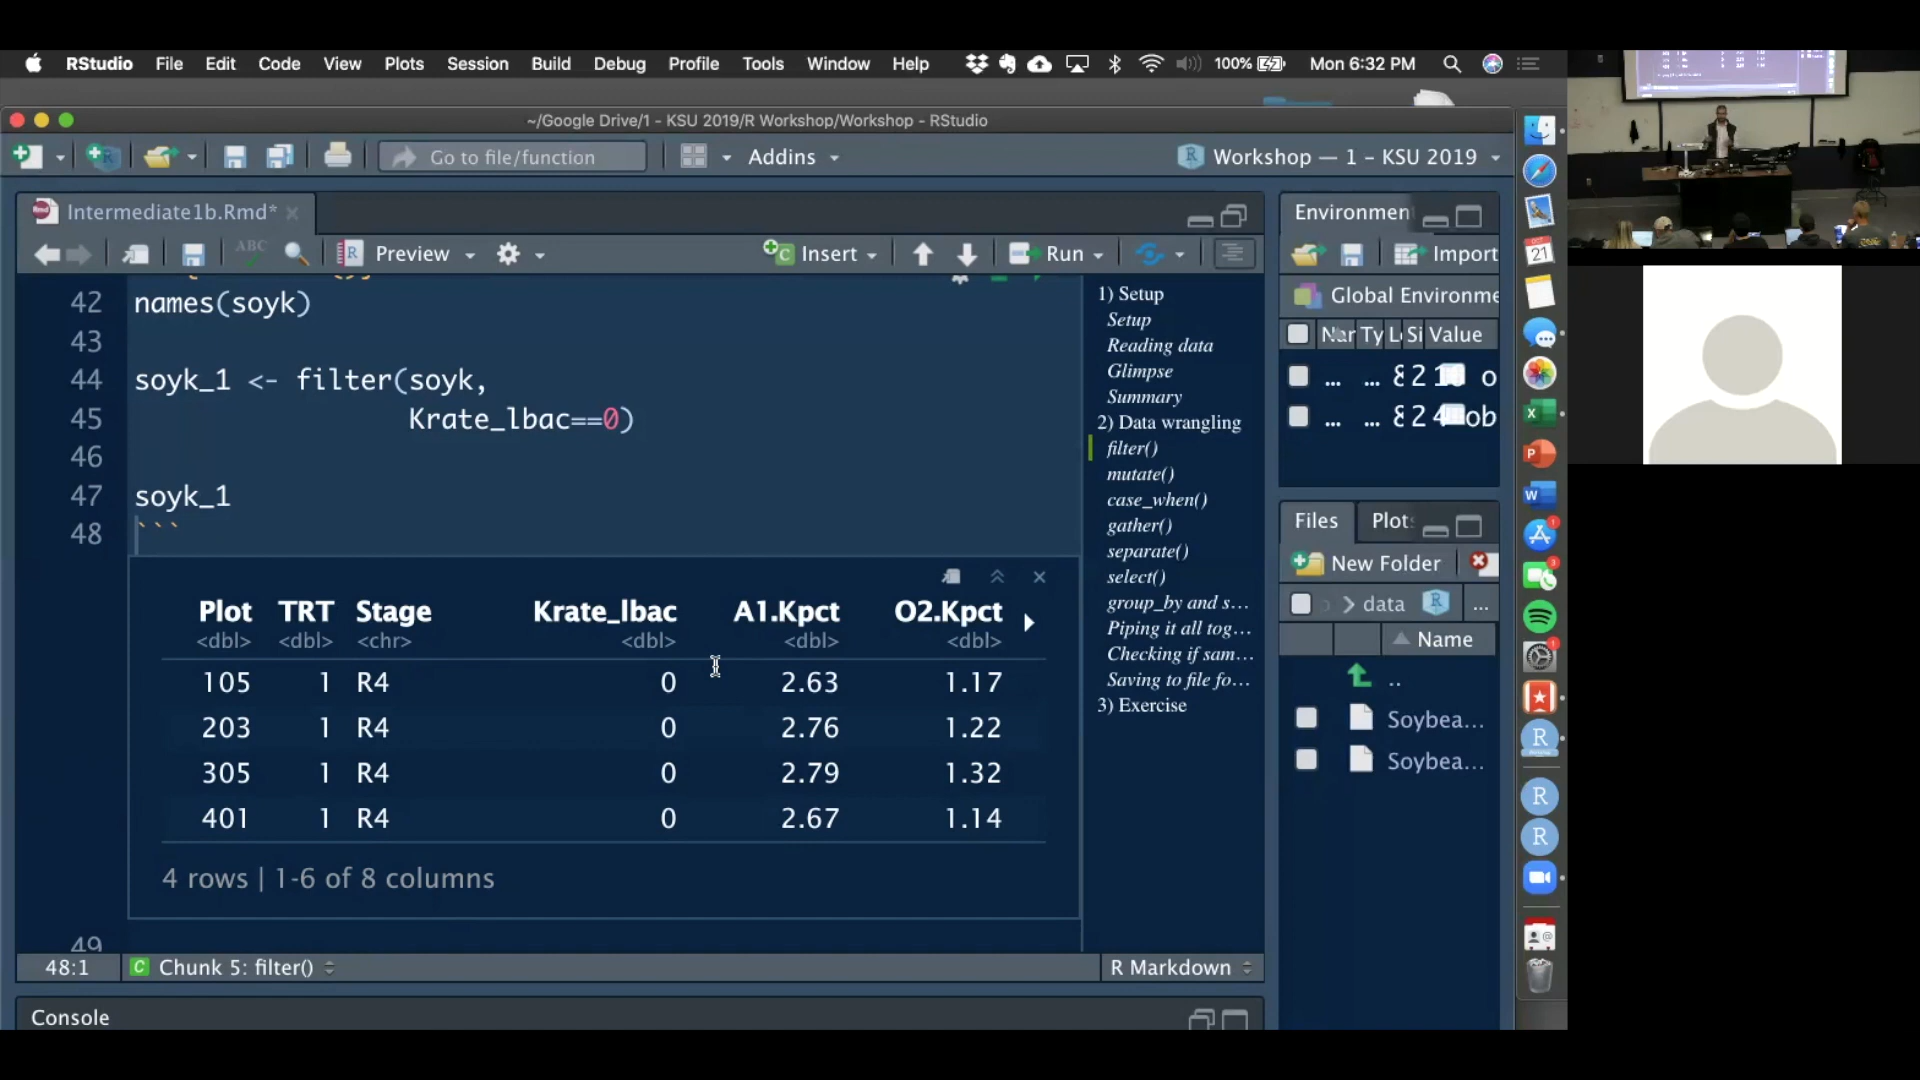 RStudio File Edit Code View Plots Session Build Debug Profile Tools Window Help 100% Mon 6:32 PM
~/Google Drive/1 - KSU 2019/R Workshop/Workshop - RStudio
Go to file/function Addins Workshop — 1 – KSU 2019
Intermediate1b.Rmd*
ABC Preview Insert Run
42 names(soyk)
43
44 soyk_1 <- filter(soyk,
45 Krate_lbac==0)
46
47 soyk_1
48 ```
Plot TRT Stage Krate_lbac A1.Kpct O2.Kpct
<dbl> <dbl> <chr> <dbl> <dbl> <dbl>
105 1 R4 0 2.63 1.17
203 1 R4 0 2.76 1.22
305 1 R4 0 2.79 1.32
401 1 R4 0 2.67 1.14
4 rows | 1-6 of 8 columns
49
48:1 Chunk 5: filter() R Markdown
Console
1) Setup
Setup
Reading data
Glimpse
Summary
2) Data wrangling
filter()
mutate()
case_when()
gather()
separate()
select()
group_by and s...
Piping it all tog...
Checking if sam...
Saving to file fo...
3) Exercise
Environmen
Import
Global Environme
Ty Si Value
Files Plots
New Folder
data ...
Name
..
Soybea...
Soybea...
OCT
21